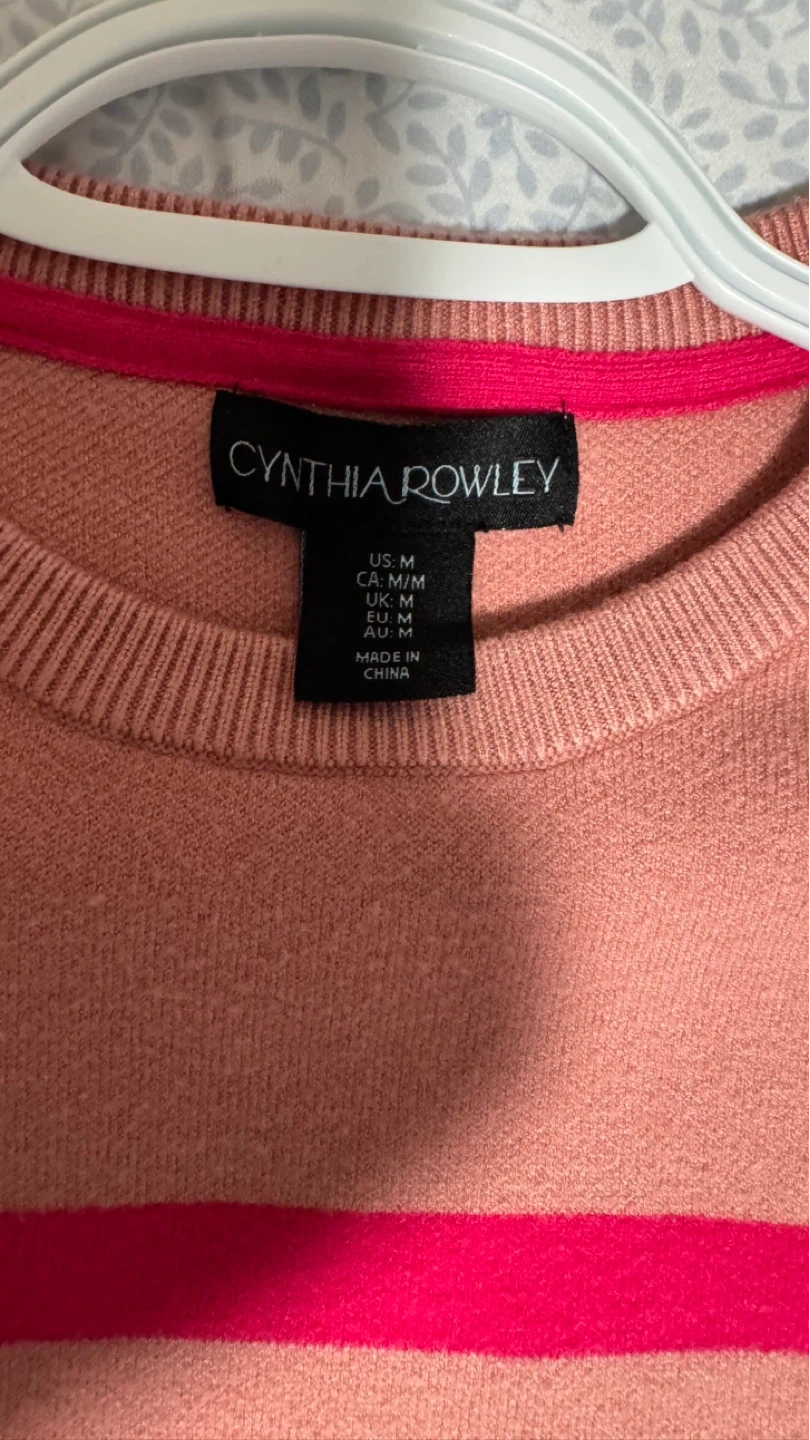 CYNTHIA ROWLEY
US: M
CA: M/M
UK: M
EU: M
AU: M
MADE IN
CHINA